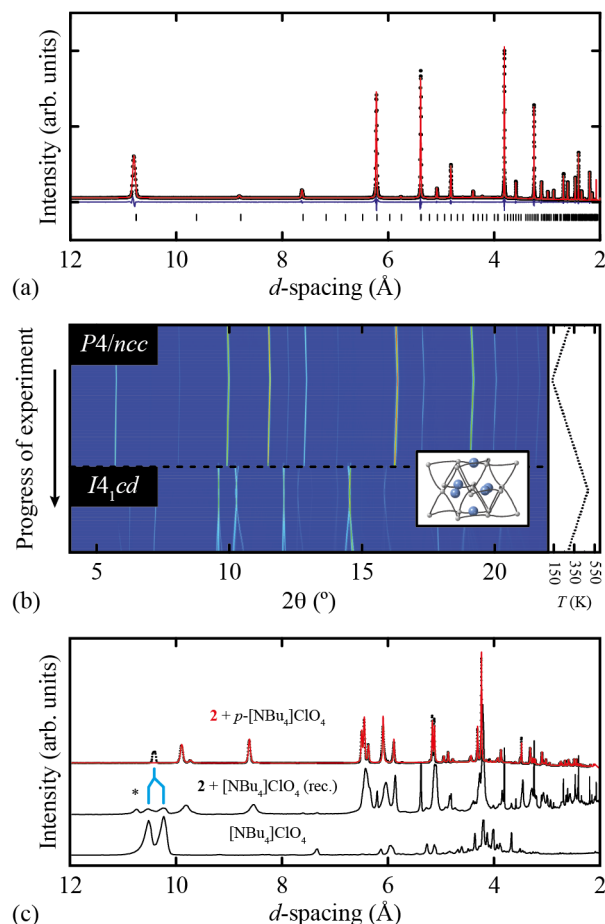 Intensity (arb. units)
12 10 8 6 4 2
d-spacing (Å)
(a)
Progress of experiment
P4/ncc
I4₁cd
5 10 15 20
150 350 550
2θ (º)
T (K)
(b)
Intensity (arb. units)
2 + p-[NBu₄]ClO₄
*
2 + [NBu₄]ClO₄ (rec.)
[NBu₄]ClO₄
12 10 8 6 4 2
d-spacing (Å)
(c)